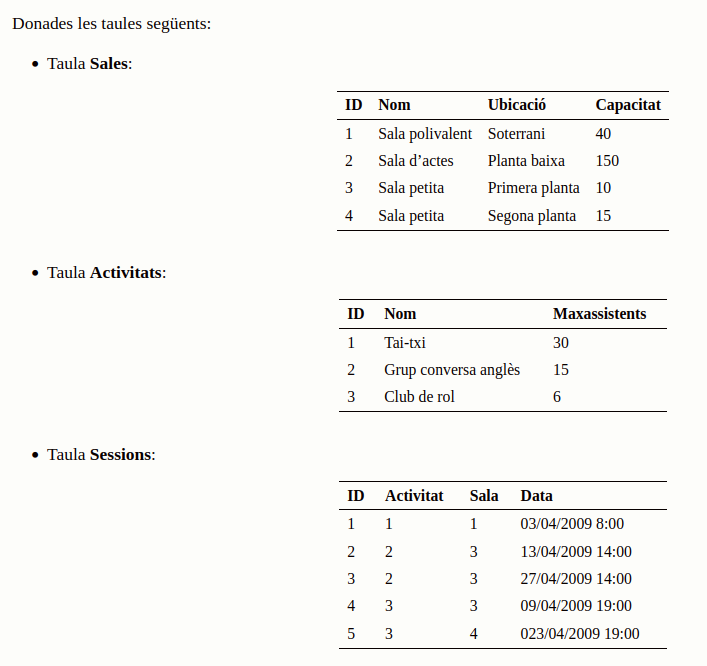 Donades les taules següents:
• Taula Sales:
ID Nom Ubicació Capacitat
1 Sala polivalent Soterrani 40
2 Sala d’actes Planta baixa 150
3 Sala petita Primera planta 10
4 Sala petita Segona planta 15
• Taula Activitats:
ID Nom Maxassistents
1 Tai-txi 30
2 Grup conversa anglès 15
3 Club de rol 6
• Taula Sessions:
ID Activitat Sala Data
1 1 1 03/04/2009 8:00
2 2 3 13/04/2009 14:00
3 2 3 27/04/2009 14:00
4 3 3 09/04/2009 19:00
5 3 4 023/04/2009 19:00